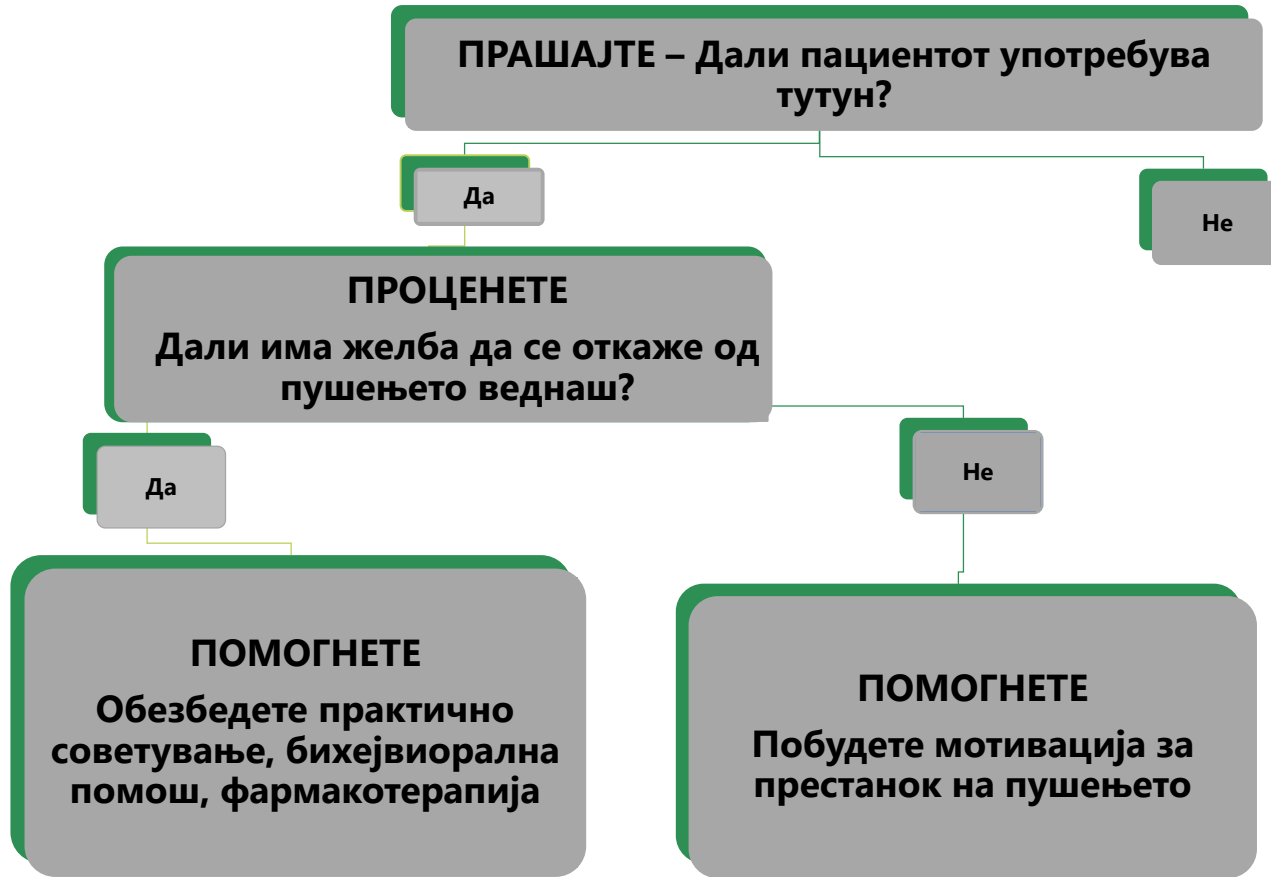 ПРАШАЈТЕ – Дали пациентот употребува
тутун?
Да
Не
ПРОЦЕНЕТЕ
Дали има желба да се откаже од
пушењето веднаш?
Да
Не
ПОМОГНЕТЕ
Обезбедете практично
советување, бихејвиорална
помош, фармакотерапија
ПОМОГНЕТЕ
Побудете мотивација за
престанок на пушењето